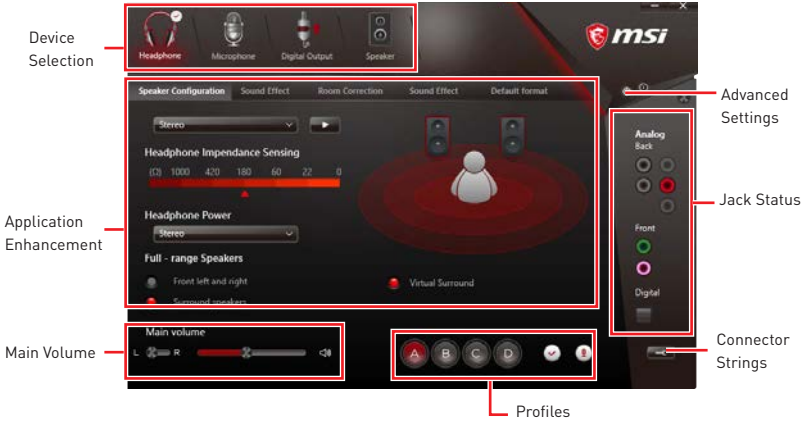 Device
Selection
Headphone Microphone Digital Output Speaker
msi
Speaker Configuration Sound Effect Room Correction Sound Effect Default format
Advanced
Settings
Stereo
Headphone Impendance Sensing
(Ω) 1000 420 180 60 22 0
Analog
Back
Jack Status
Application
Enhancement
Headphone Power
Stereo
Front
Full - range Speakers
Front left and right
Virtual Surround
Surround speakers
Digital
Main volume
Main Volume
L R
A B C D
Connector
Strings
Profiles